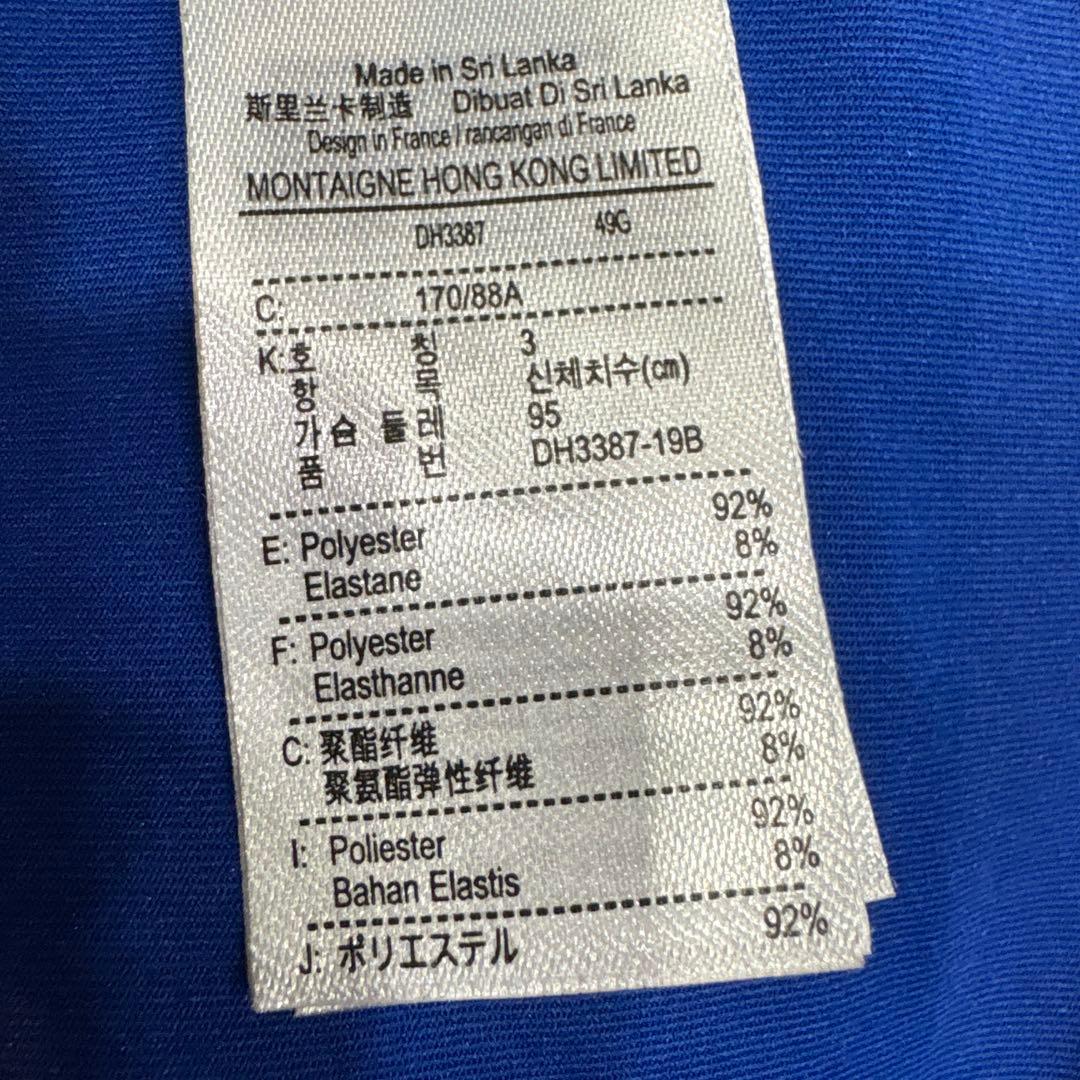 Made in Sri Lanka
斯里兰卡制造 Dibuat Di Sri Lanka
Design in France / rancangan di France
MONTAIGNE HONG KONG LIMITED
DH3387 49G
C: 170/88A
K: 호 칭 3
항 목 신체치수(cm)
가 슴 둘 레 95
품 번 DH3387-19B
E: Polyester 92%
Elastane 8%
F: Polyester 92%
Elasthanne 8%
C: 聚酯纤维 92%
聚氨酯弹性纤维 8%
I: Poliester 92%
Bahan Elastis 8%
J: ポリエステル 92%